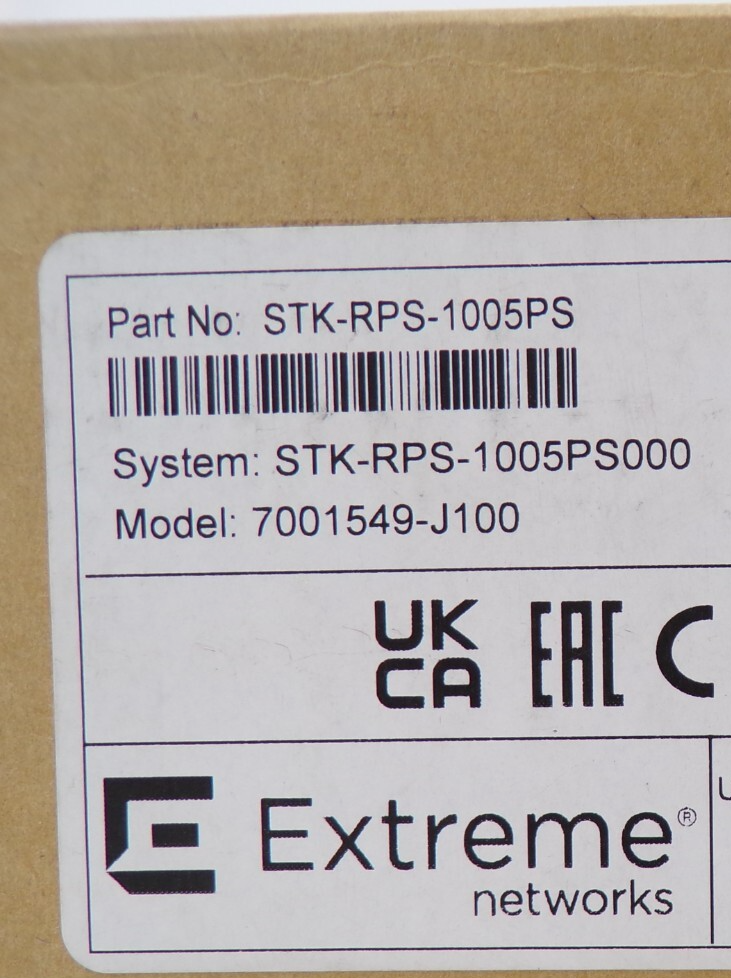 Part No: STK-RPS-1005PS
System: STK-RPS-1005PS000
Model: 7001549-J100
UK
CA
EAC
C
Extreme®
networks